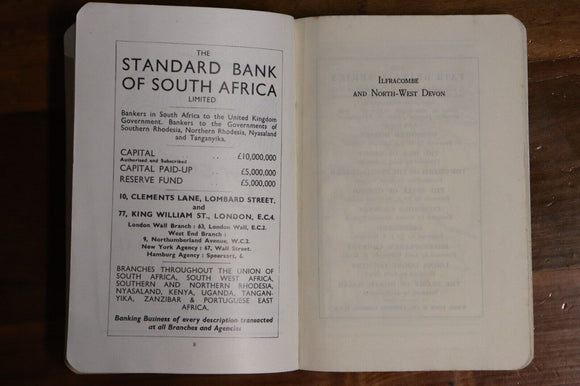 THE
STANDARD BANK
OF SOUTH AFRICA
LIMITED
Bankers in South Africa to the United Kingdom
Government. Bankers to the Governments of
Southern Rhodesia, Northern Rhodesia, Nyasaland
and Tanganyika.
CAPITAL .. £10,000,000
Authorised and Subscribed
CAPITAL PAID-UP .. £5,000,000
RESERVE FUND .. £5,000,000
10, CLEMENTS LANE, LOMBARD STREET,
and
77, KING WILLIAM ST., LONDON, E.C.4.
London Wall Branch : 63, London Wall, E.C.2.
West End Branch :
9, Northumberland Avenue, W.C.2.
New York Agency : 67, Wall Street.
Hamburg Agency : Speersort, 6.
BRANCHES THROUGHOUT THE UNION OF
SOUTH AFRICA, SOUTH WEST AFRICA,
SOUTHERN AND NORTHERN RHODESIA,
NYASALAND, KENYA, UGANDA, TANGAN-
YIKA, ZANZIBAR & PORTUGUESE EAST
AFRICA.
Banking Business of every description transacted
at all Branches and Agencies
ILFRACOMBE
AND NORTH-WEST DEVON